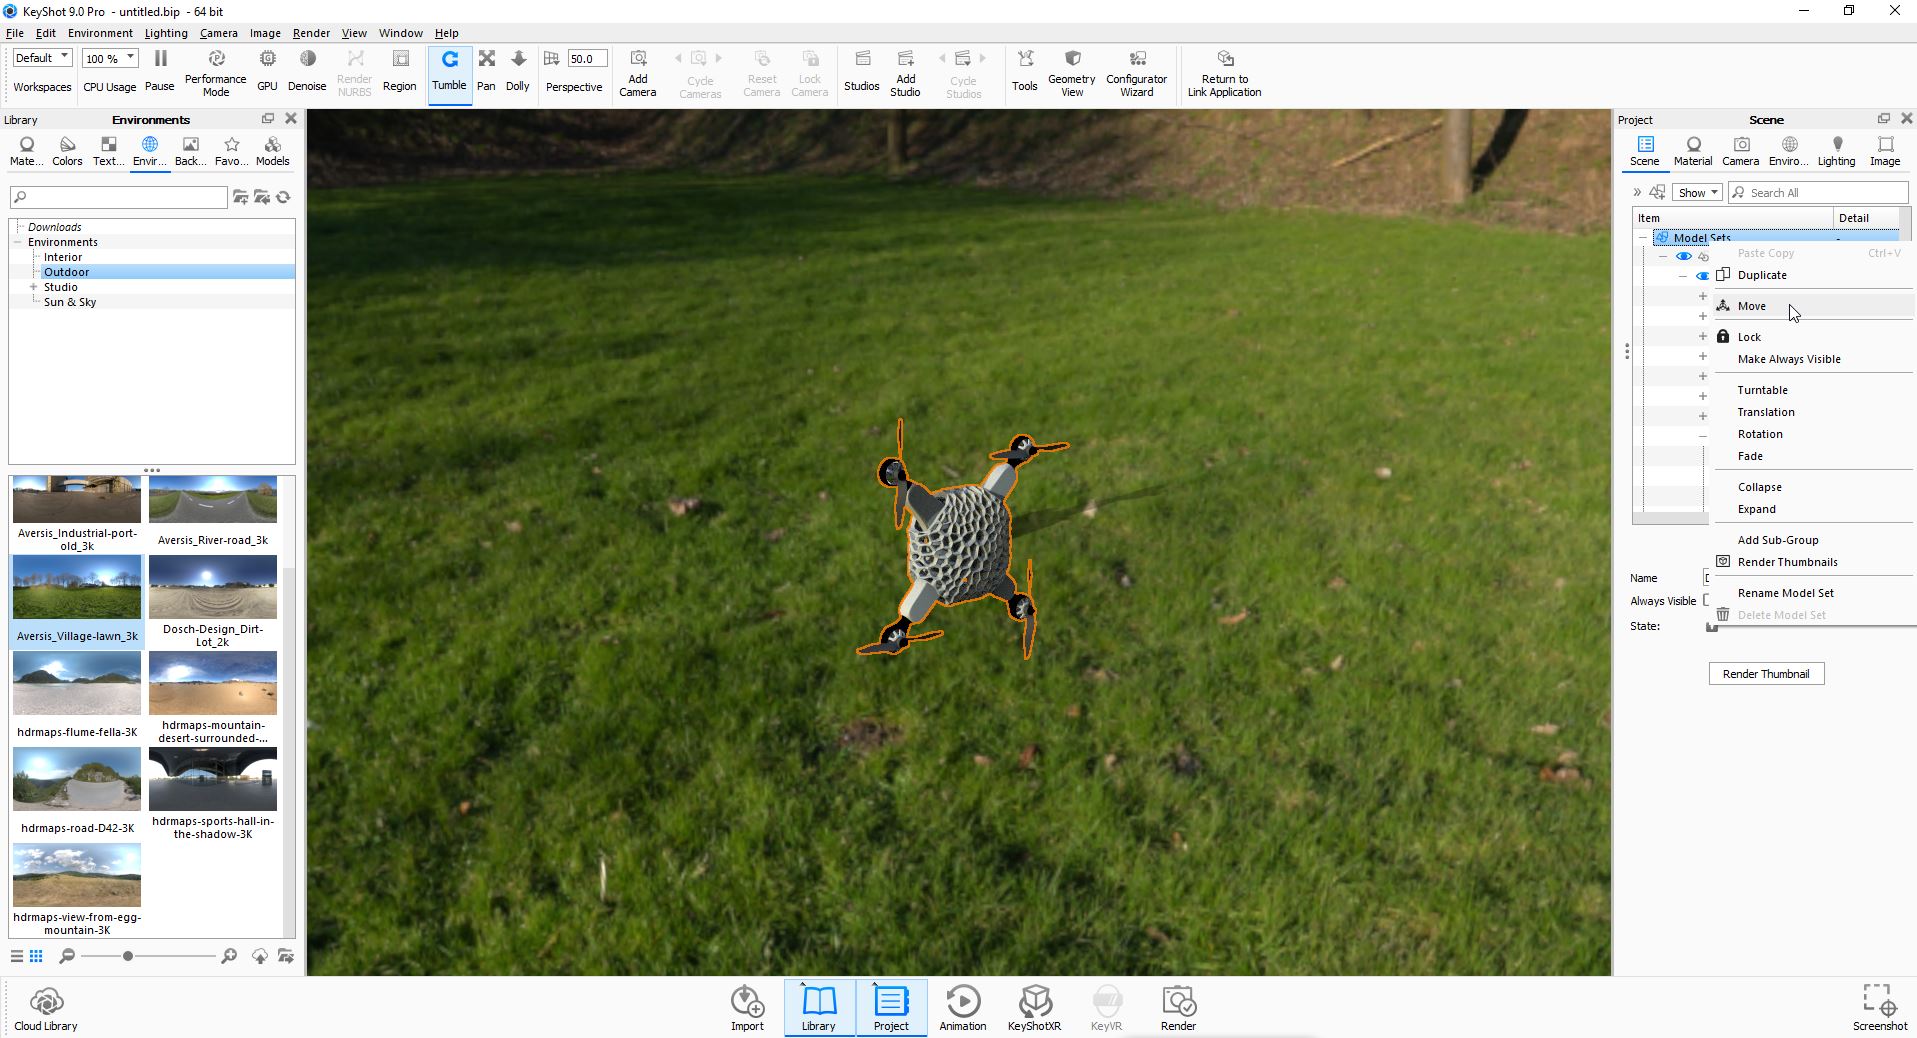 KeyShot 9.0 Pro - untitled.bip - 64 bit
File Edit Environment Lighting Camera Image Render View Window Help
Default
Workspaces
100 %
CPU Usage
Pause
Performance
Mode
GPU
Denoise
Render
NURBS
Region
Tumble
Pan
Dolly
50.0
Perspective
Add
Camera
Cycle
Cameras
Reset
Camera
Lock
Camera
Studios
Add
Studio
Cycle
Studios
Tools
Geometry
View
Configurator
Wizard
Return to
Link Application
Library
Environments
Mate...
Colors
Text...
Envir...
Back...
Favo...
Models
Downloads
Environments
Interior
Outdoor
Studio
Sun & Sky
Aversis_Industrial-port-
old_3k
Aversis_River-road_3k
Aversis_Village-lawn_3k
Dosch-Design_Dirt-
Lot_2k
hdrmaps-flume-fella-3K
hdrmaps-mountain-
desert-surrounded-...
hdrmaps-road-D42-3K
hdrmaps-sports-hall-in-
the-shadow-3K
hdrmaps-view-from-egg-
mountain-3K
Project
Scene
Scene
Material
Camera
Enviro...
Lighting
Image
Show
Search All
Item
Detail
Model Sets
-
Paste Copy Ctrl+V
Duplicate
Move
Lock
Make Always Visible
Turntable
Translation
Rotation
Fade
Collapse
Expand
Add Sub-Group
Render Thumbnails
Rename Model Set
Delete Model Set
Name
Always Visible
State:
Render Thumbnail
Cloud Library
Import
Library
Project
Animation
KeyShotXR
KeyVR
Render
Screenshot